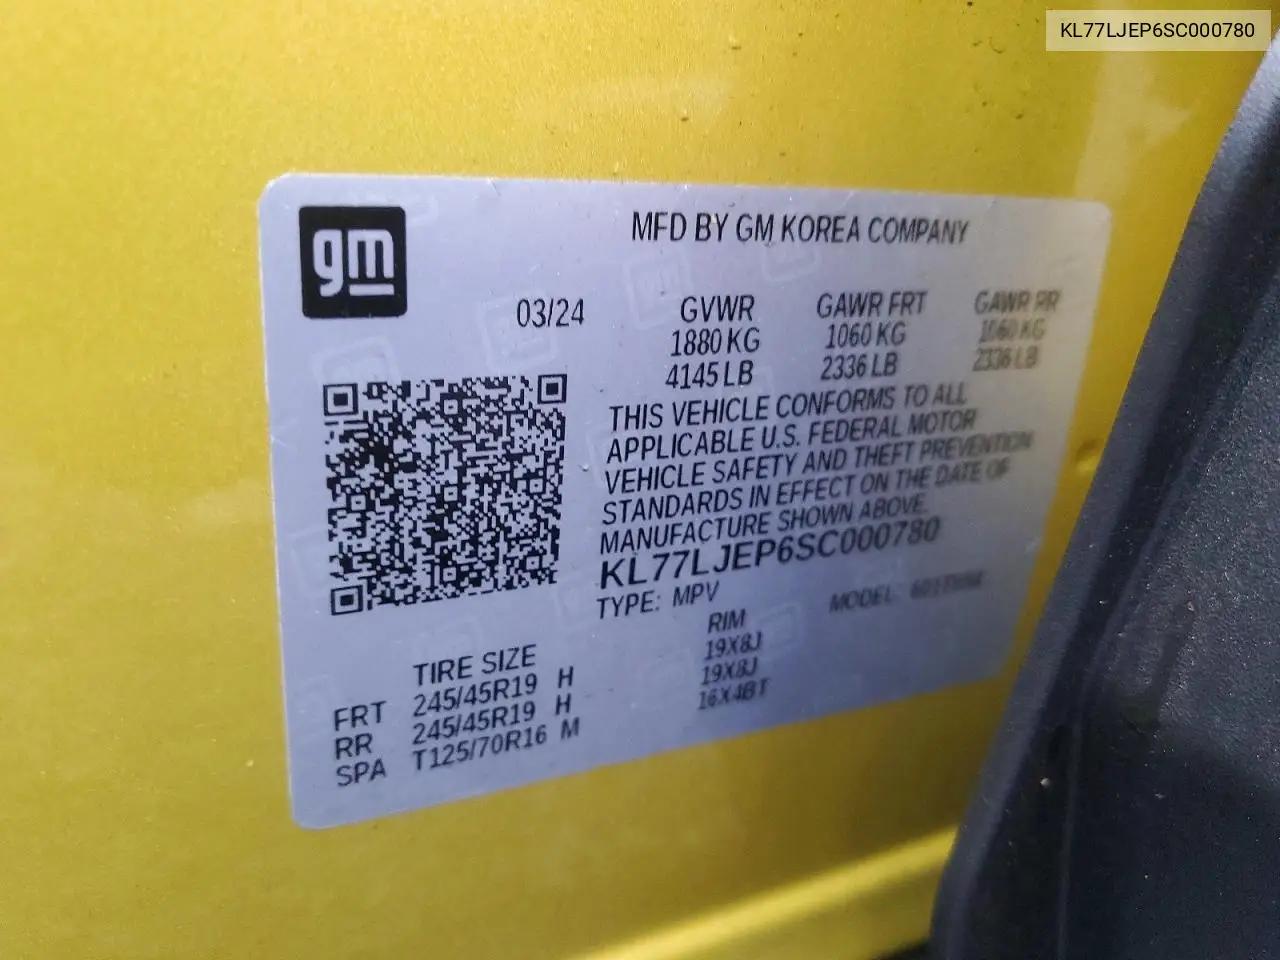 KL77LJEP6SC000780
gm
MFD BY GM KOREA COMPANY
03/24
GVWR GAWR FRT GAWR RR
1880 KG 1060 KG 1060 KG
4145 LB 2336 LB 2336 LB
THIS VEHICLE CONFORMS TO ALL
APPLICABLE U.S. FEDERAL MOTOR
VEHICLE SAFETY AND THEFT PREVENTION
STANDARDS IN EFFECT ON THE DATE OF
MANUFACTURE SHOWN ABOVE.
KL77LJEP6SC000780
TYPE: MPV MODEL:
TIRE SIZE RIM
FRT 245/45R19 H 19X8J
RR 245/45R19 H 19X8J
SPA T125/70R16 M 16X4BT